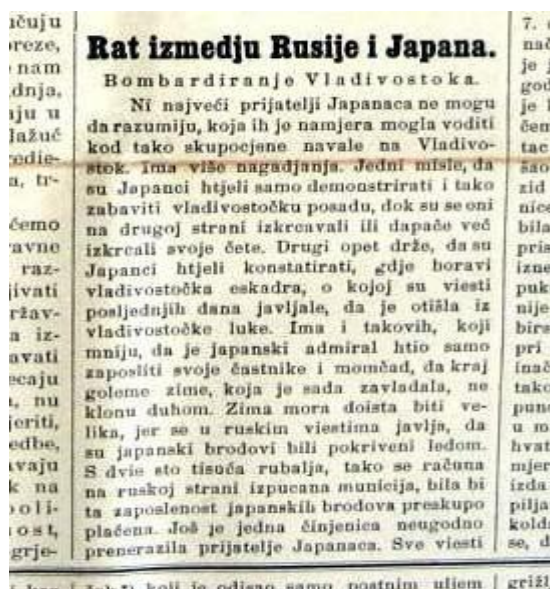 Rat izmedju Rusije i Japana.
Bombardiranje Vladivostoka.
Ni najveći prijatelji Japanaca ne mogu
da razumiju, koja ih je namjera mogla voditi
kod tako skupocjene navale na Vladivo-
stok. Ima više nagadjanja. Jedni misle, da
su Japanci htjeli samo demonstrirati i tako
zabaviti vladivostočku posadu, dok su se oni
na drugoj strani izkrcavali ili dapače već
izkrcali svoje čete. Drugi opet drže, da su
Japanci htjeli konstatirati, gdje boravi
vladivostočka eskadra, o kojoj su viesti
posljednjih dana javljale, da je otišla iz
vladivostočke luke. Ima i takovih, koji
mniju, da je japanski admiral htio samo
zaposliti svoje častnike i momčad, da kraj
goleme zime, koja je sada zavladala, ne
klonu duhom. Zima mora doista biti ve-
lika, jer se u ruskim viestima javlja, da
su japanski brodovi bili pokriveni ledom.
S dvie sto tisuća rubalja, tako se računa
na ruskoj strani izpucana municija, bila bi
ta zaposlenost japanskih brodova preskupo
plaćena. Još je jedna činjenica neugodno
prenerazila prijatelje Japanaca. Sve viesti
koji je odisao samo postnim uljem